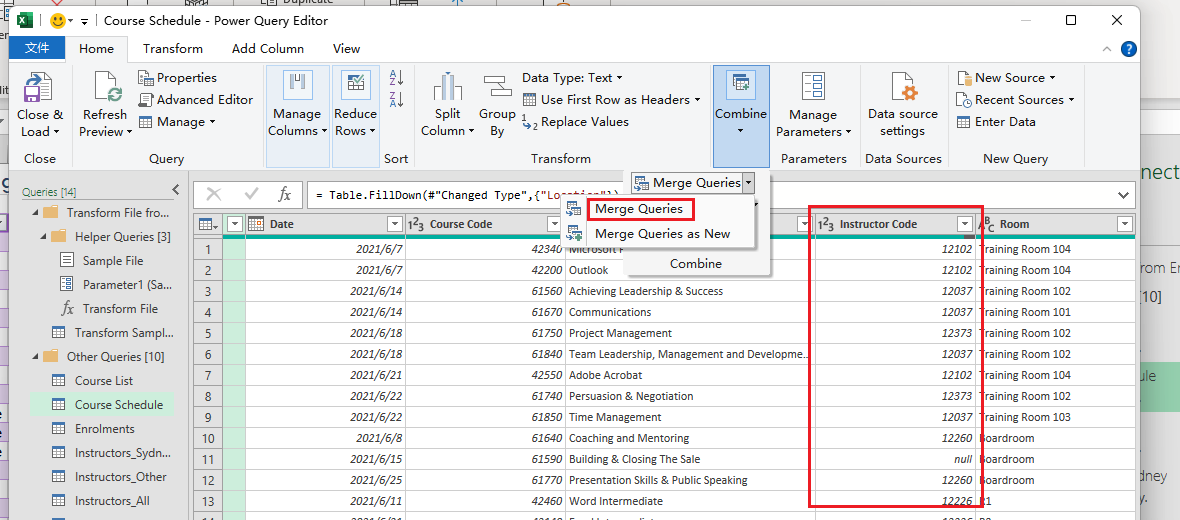 Course Schedule - Power Query Editor
文件 Home Transform Add Column View
Close & Load
Close
Refresh Preview
Properties
Advanced Editor
Manage
Query
Manage Columns
Reduce Rows
Sort
Split Column
Group By
Data Type: Text
Use First Row as Headers
Replace Values
Transform
Combine
Manage Parameters
Parameters
Data source settings
Data Sources
New Source
Recent Sources
Enter Data
New Query
Merge Queries
Merge Queries
Merge Queries as New
Combine
= Table.FillDown(#"Changed Type",{"Location"})
Queries [14]
Transform File fro...
Helper Queries [3]
Sample File
Parameter1 (Sa...
Transform File
Transform Sampl...
Other Queries [10]
Course List
Course Schedule
Enrolments
Instructors_Sydn...
Instructors_Other
Instructors_All
Date 123 Course Code 123 Instructor Code ABC Room
1 2021/6/7 42340 Microsoft 12102 Training Room 104
2 2021/6/7 42200 Outlook 12102 Training Room 104
3 2021/6/14 61560 Achieving Leadership & Success 12037 Training Room 102
4 2021/6/14 61670 Communications 12037 Training Room 101
5 2021/6/18 61750 Project Management 12373 Training Room 102
6 2021/6/18 61840 Team Leadership, Management and Developme... 12037 Training Room 102
7 2021/6/21 42550 Adobe Acrobat 12102 Training Room 104
8 2021/6/22 61740 Persuasion & Negotiation 12373 Training Room 102
9 2021/6/22 61850 Time Management 12037 Training Room 103
10 2021/6/8 61640 Coaching and Mentoring 12260 Boardroom
11 2021/6/15 61590 Building & Closing The Sale null Boardroom
12 2021/6/25 61770 Presentation Skills & Public Speaking 12260 Boardroom
13 2021/6/11 42460 Word Intermediate 12226 R1